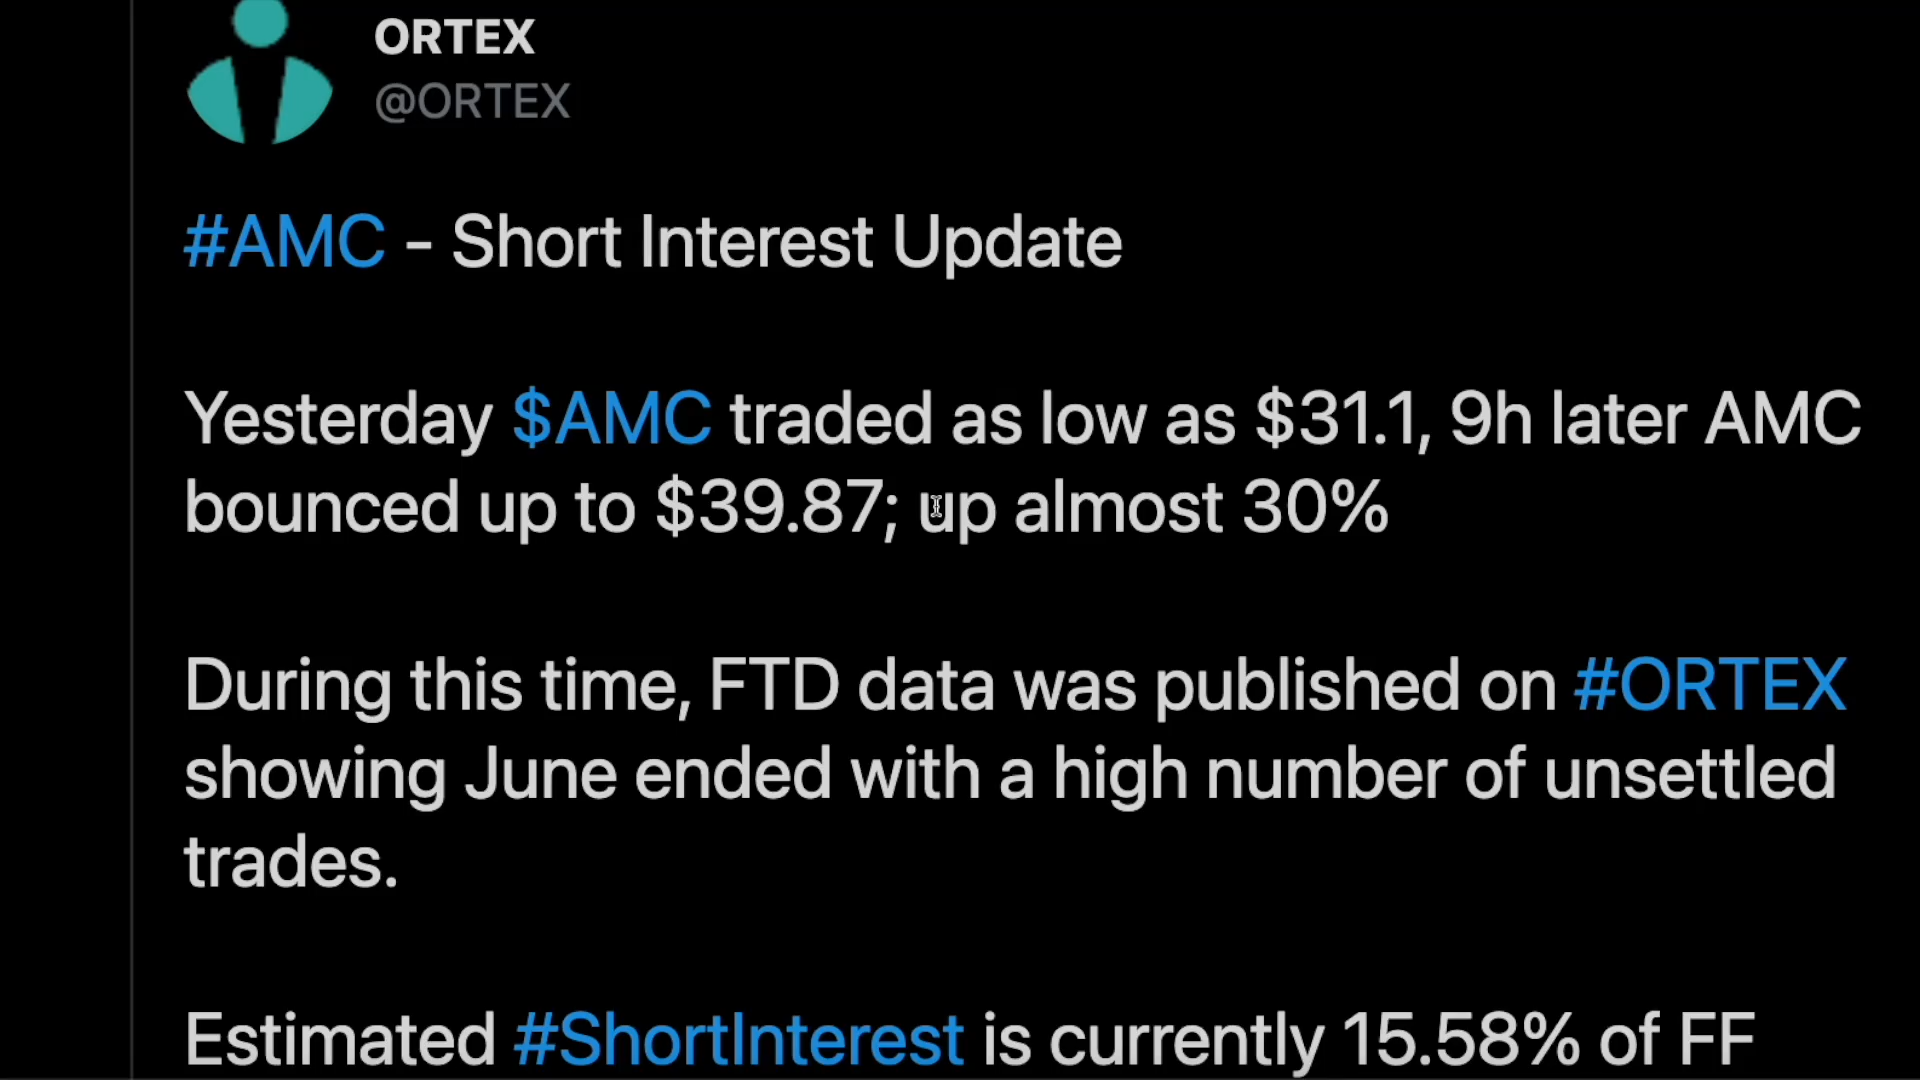 ORTEX
@ORTEX
#AMC - Short Interest Update
Yesterday $AMC traded as low as $31.1, 9h later AMC
bounced up to $39.87; up almost 30%
During this time, FTD data was published on #ORTEX
showing June ended with a high number of unsettled
trades.
Estimated #ShortInterest is currently 15.58% of FF